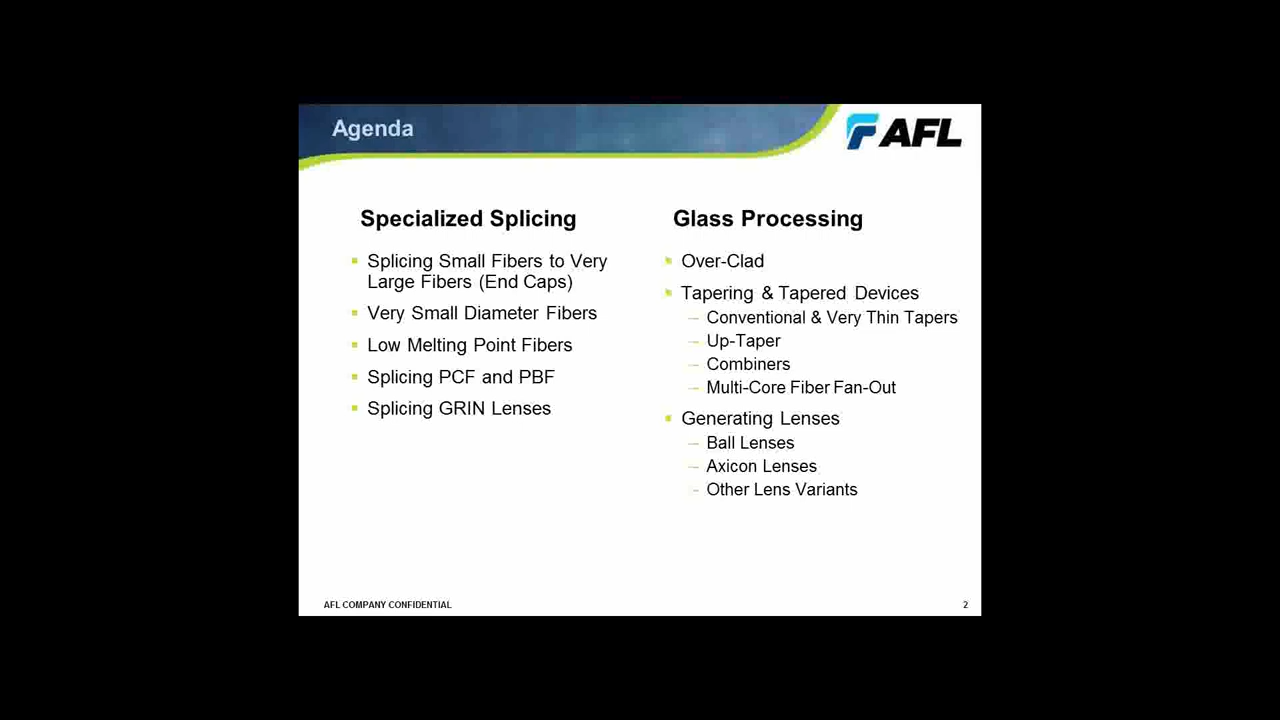 Agenda
AFL
Specialized Splicing
Splicing Small Fibers to Very
Large Fibers (End Caps)
Very Small Diameter Fibers
Low Melting Point Fibers
Splicing PCF and PBF
Splicing GRIN Lenses
Glass Processing
Over-Clad
Tapering & Tapered Devices
– Conventional & Very Thin Tapers
– Up-Taper
– Combiners
– Multi-Core Fiber Fan-Out
Generating Lenses
– Ball Lenses
– Axicon Lenses
– Other Lens Variants
AFL COMPANY CONFIDENTIAL
2